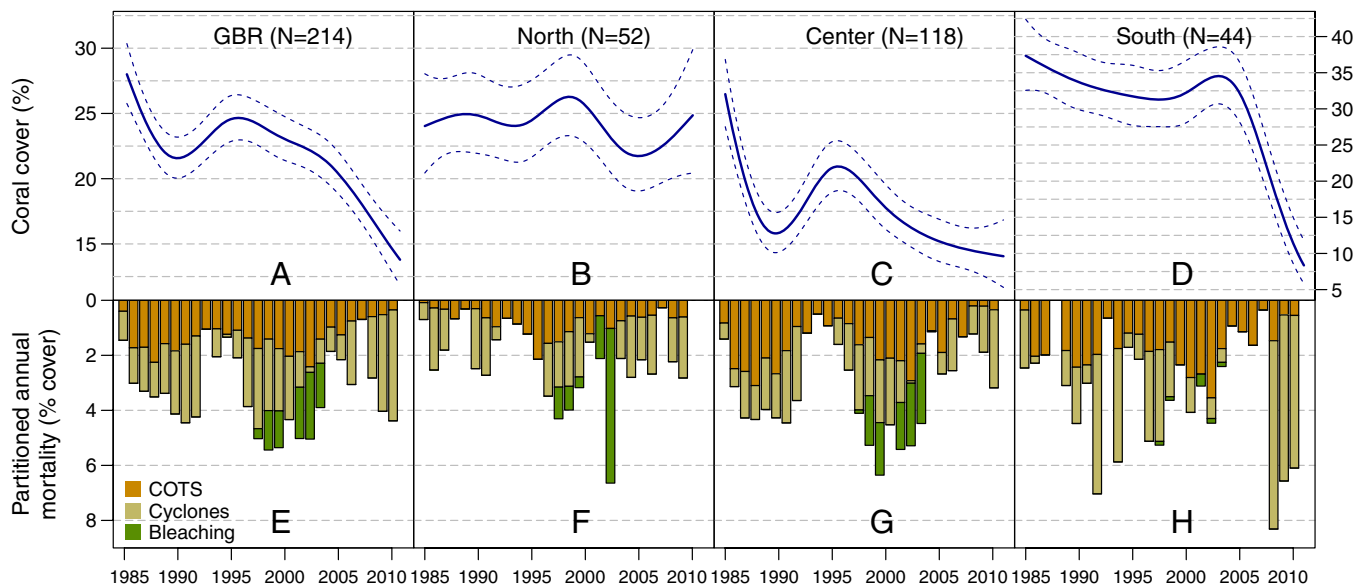 GBR (N=214)
North (N=52)
Center (N=118)
South (N=44)
Coral cover (%)
30
25
20
15
40
35
30
25
20
15
10
5
A
B
C
D
Partitioned annual
mortality (% cover)
0
2
4
6
8
COTS
Cyclones
Bleaching
E
F
G
H
1985 1990 1995 2000 2005 2010
1985 1990 1995 2000 2005 2010
1985 1990 1995 2000 2005 2010
1985 1990 1995 2000 2005 2010